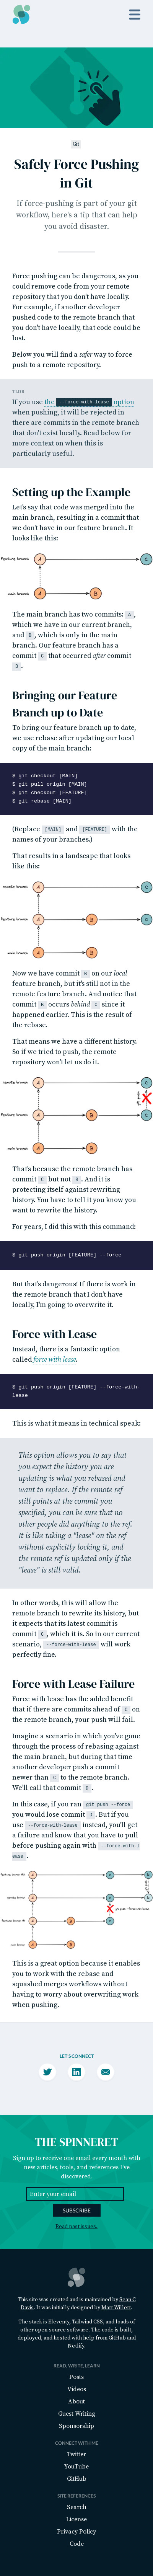 Git
Safely Force Pushing
in Git
If force-pushing is part of your git
workflow, here's a tip that can help
you avoid disaster.
Force pushing can be dangerous, as you
could remove code from your remote
repository that you don't have locally.
For example, if another developer
pushed code to the remote branch that
you don't have locally, that code could be
lost.
Below you will find a safer way to force
push to a remote repository.
TL;DR
If you use the --force-with-lease option
when pushing, it will be rejected in
there are commits in the remote branch
that don't exist locally. Read below for
more context on when this is
particularly useful.
Setting up the Example
Let's say that code was merged into the
main branch, resulting in a commit that
we don't have in our feature branch. It
looks like this:
feature branch
A
C
main branch
A
B
The main branch has two commits: A ,
which we have in our current branch,
and B , which is only in the main
branch. Our feature branch has a
commit C that occurred after commit
B .
Bringing our Feature
Branch up to Date
To bring our feature branch up to date,
we use rebase after updating our local
copy of the main branch:
$ git checkout [MAIN]
$ git pull origin [MAIN]
$ git checkout [FEATURE]
$ git rebase [MAIN]
(Replace [MAIN] and [FEATURE] with the
names of your branches.)
That results in a landscape that looks
like this:
remote branch
A
C
feature branch
A
B
C
main branch
A
B
Now we have commit B on our local
feature branch, but it's still not in the
remote feature branch. And notice that
commit B comes behind C since it
happened earlier. This is the result of
the rebase.
That means we have a different history.
So if we tried to push, the remote
repository won't let us do it.
remote branch
A
C
git push
feature branch
A
B
C
main branch
A
B
That's because the remote branch has
commit C but not B . And it is
protecting itself against rewriting
history. You have to tell it you know you
want to rewrite the history.
For years, I did this with this command:
$ git push origin [FEATURE] --force
But that's dangerous! If there is work in
the remote branch that I don't have
locally, I'm going to overwrite it.
Force with Lease
Instead, there is a fantastic option
called force with lease.
$ git push origin [FEATURE] --force-with-
lease
This is what it means in technical speak:
This option allows you to say that
you expect the history you are
updating is what you rebased and
want to replace. If the remote ref
still points at the commit you
specified, you can be sure that no
other people did anything to the ref.
It is like taking a "lease" on the ref
without explicitly locking it, and
the remote ref is updated only if the
"lease" is still valid.
In other words, this will allow the
remote branch to rewrite its history, but
it expects that its latest commit is
commit C , which it is. So in our current
scenario, --force-with-lease will work
perfectly fine.
Force with Lease Failure
Force with lease has the added benefit
that if there are commits ahead of C on
the remote branch, your push will fail.
Imagine a scenario in which you've gone
through the process of rebasing against
the main branch, but during that time
another developer pushes a commit
newer than C to the remote branch.
We'll call that commit D .
In this case, if you ran git push --force
you would lose commit D . But if you
use --force-with-lease instead, you'll get
a failure and know that you have to pull
before pushing again with --force-with-l
ease .
A
C
D
A
C
D
A
B
C
A
B
This is a great option because it enables
you to work with the rebase and
squashed merges workflows without
having to worry about overwriting work
when pushing.
LET'S CONNECT
THE SPINNERET
Sign up to receive one email every month with
new articles, tools, and references I've
discovered.
Enter your email
SUBSCRIBE
Read past issues.
This site was created and is maintained by Sean C
Davis. It was initially designed by Matt Willett.
The stack is Eleventy, Tailwind CSS, and loads of
other open source software. The code is built,
deployed, and hosted with help from GitHub and
Netlify.
READ, WRITE, LEARN
Posts
Videos
About
Guest Writing
Sponsorship
CONNECT WITH ME
Twitter
YouTube
GitHub
SITE REFERENCES
Search
License
Privacy Policy
Code